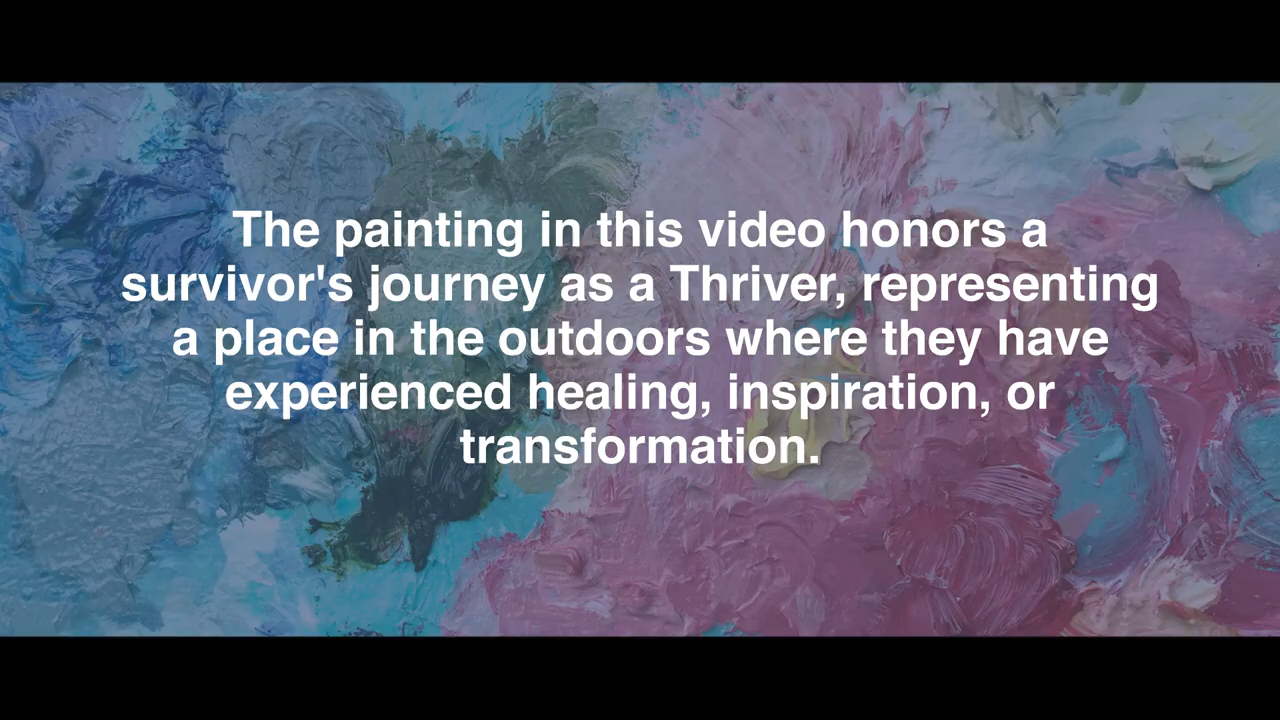 The painting in this video honors a
survivor's journey as a Thriver, representing
a place in the outdoors where they have
experienced healing, inspiration, or
transformation.